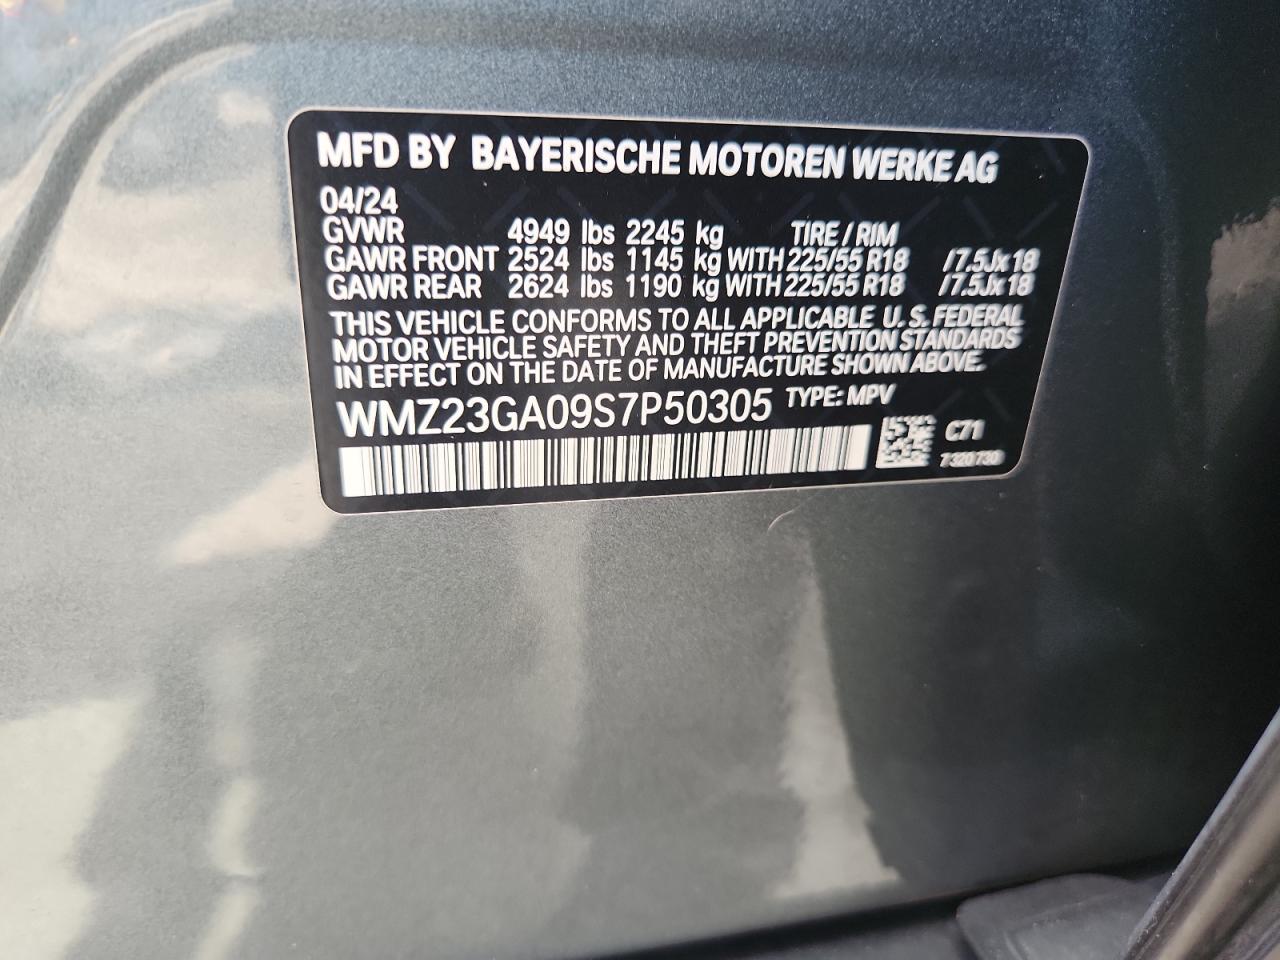 MFD BY BAYERISCHE MOTOREN WERKE AG
04/24
GVWR 4949 lbs 2245 kg TIRE / RIM
GAWR FRONT 2524 lbs 1145 kg WITH 225/55 R18 /7.5Jx18
GAWR REAR 2624 lbs 1190 kg WITH 225/55 R18 /7.5Jx18
THIS VEHICLE CONFORMS TO ALL APPLICABLE U.S. FEDERAL
MOTOR VEHICLE SAFETY AND THEFT PREVENTION STANDARDS
IN EFFECT ON THE DATE OF MANUFACTURE SHOWN ABOVE.
WMZ23GA09S7P50305 TYPE: MPV
C71
7 320 730